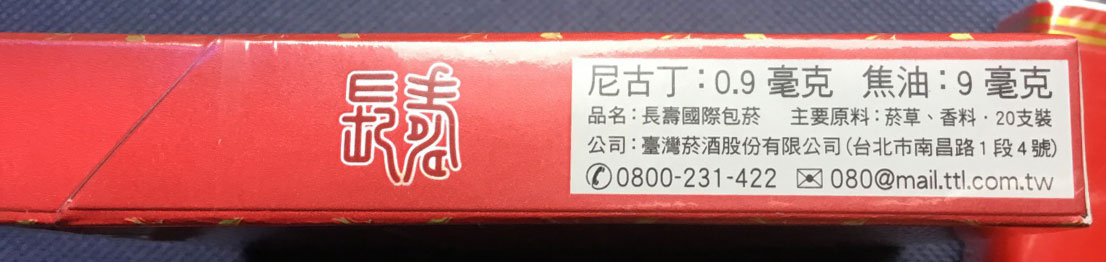 長壽
尼古丁：0.9 毫克 焦油：9 毫克
品名：長壽國際包菸 主要原料：菸草、香料・20支裝
公司：臺灣菸酒股份有限公司(台北市南昌路1段4號)
✆0800-231-422 ✉080@mail.ttl.com.tw